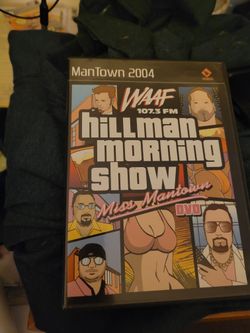 ManTown 2004
WAAF
107.3 FM
hillman
morning
show
Miss Mantown
DVD